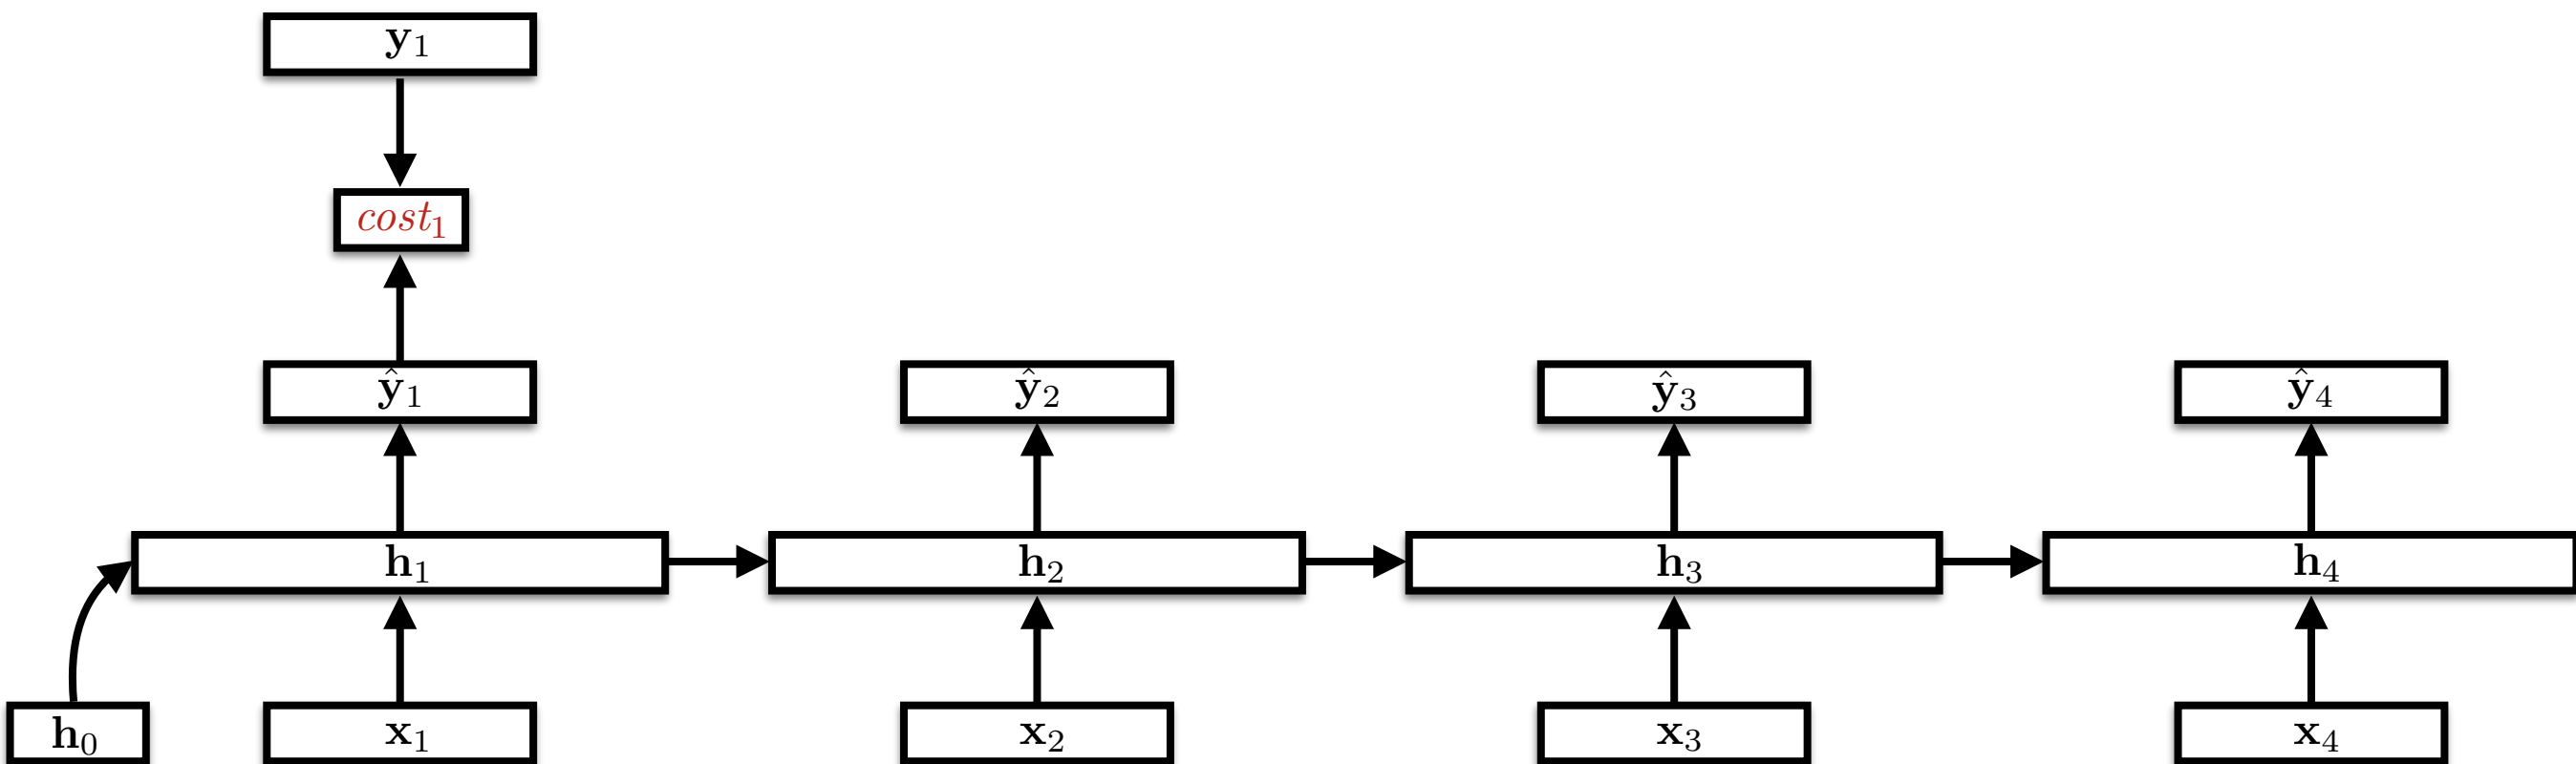 y₁
cost₁
ŷ₁ ŷ₂ ŷ₃ ŷ₄
h₁ h₂ h₃ h₄
h₀ x₁ x₂ x₃ x₄